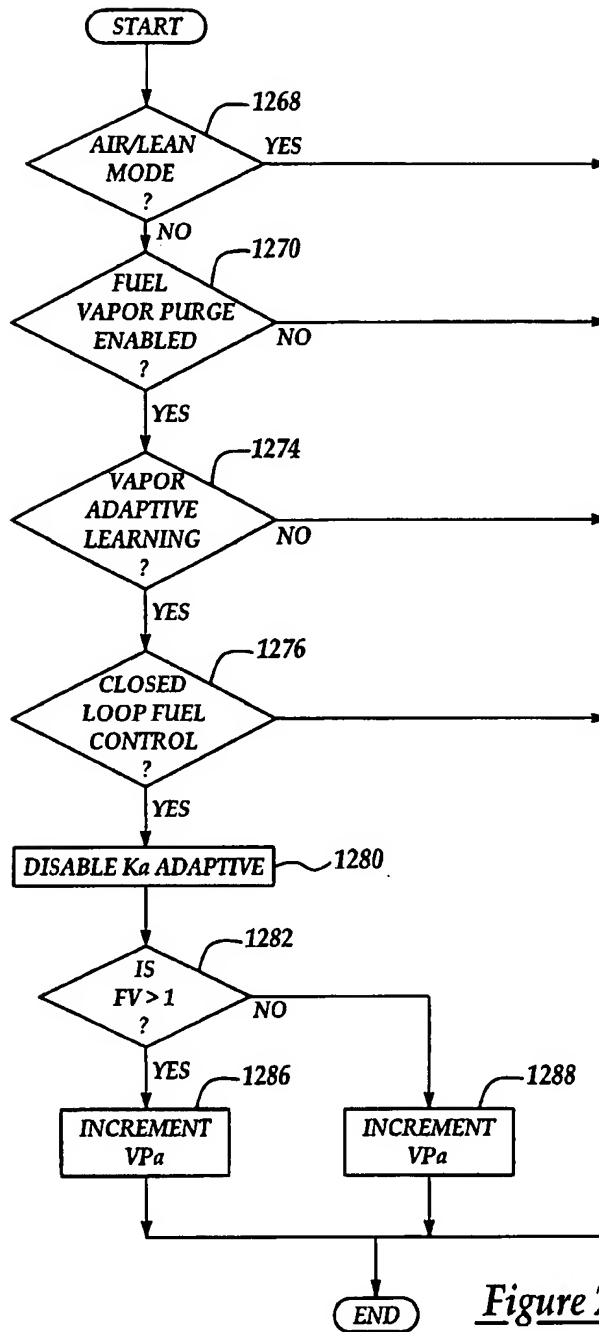 START
1268
AIR/LEAN
MODE
?
YES
NO
1270
FUEL
VAPOR PURGE
ENABLED
?
NO
YES
1274
VAPOR
ADAPTIVE
LEARNING
?
NO
YES
1276
CLOSED
LOOP FUEL
CONTROL
?
YES
DISABLE Ka ADAPTIVE
1280
1282
IS
FV > 1
?
NO
YES
1286
1288
INCREMENT
VPa
INCREMENT
VPa
END
Figure